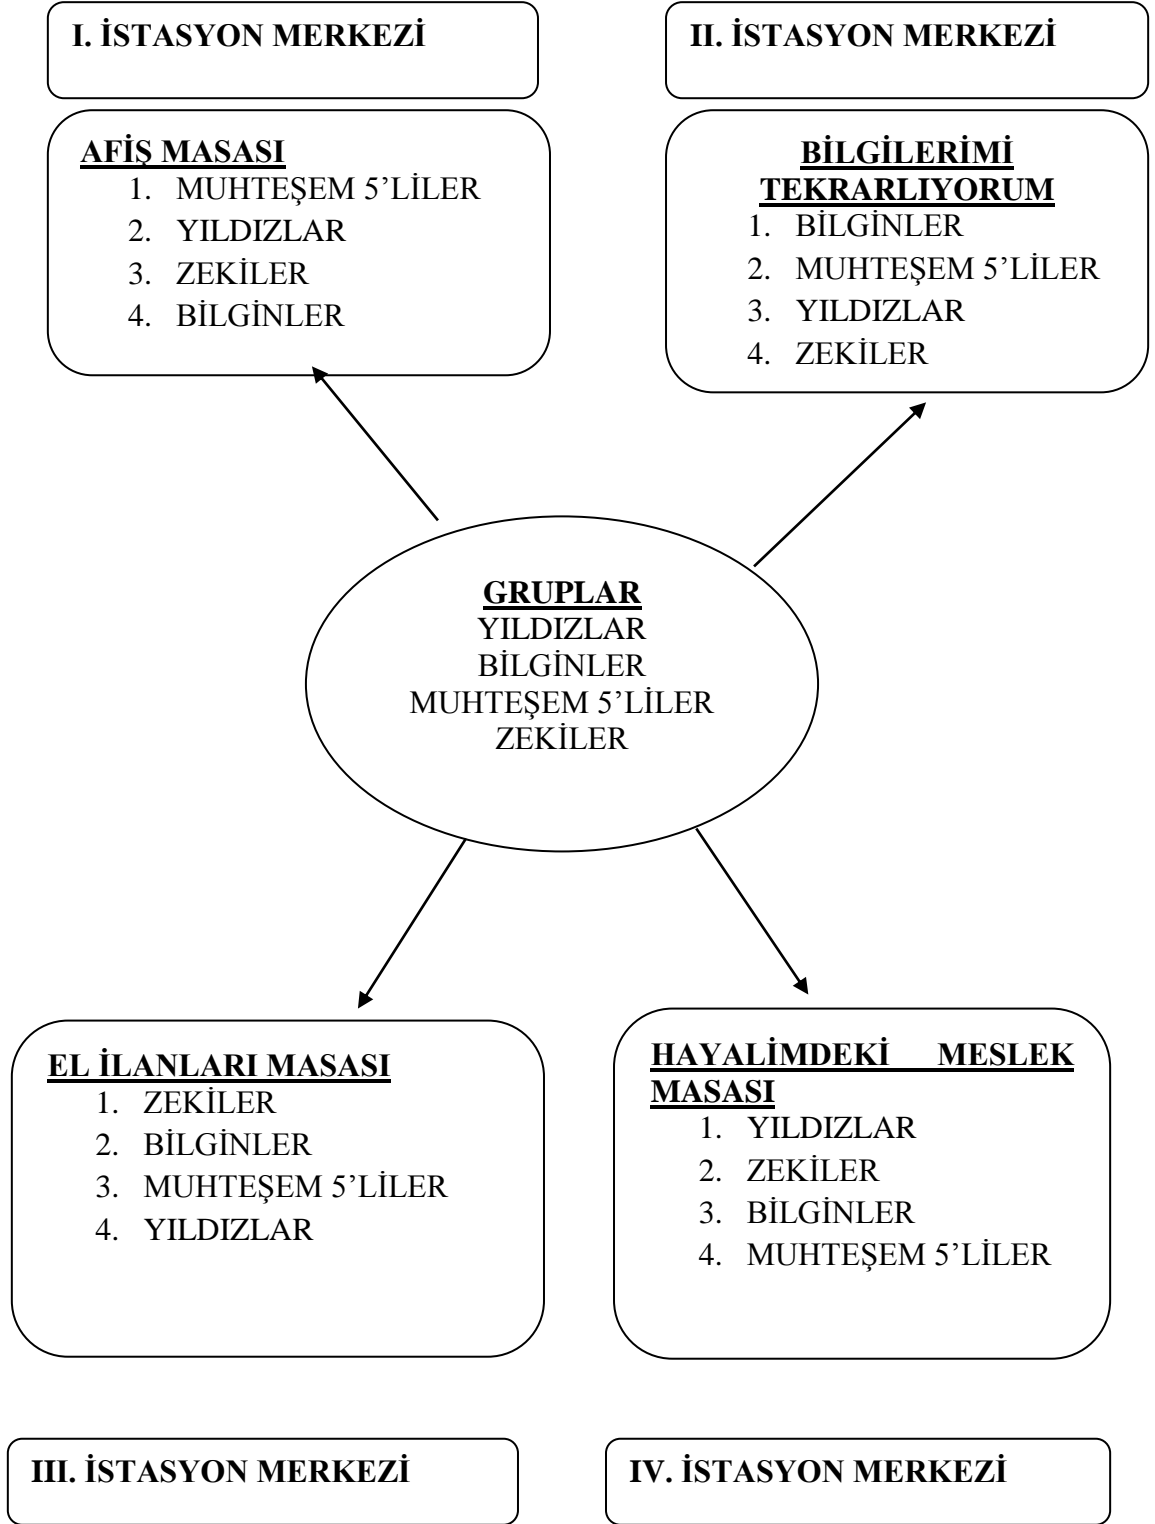 I. İSTASYON MERKEZİ
II. İSTASYON MERKEZİ
AFİŞ MASASI
1. MUHTEŞEM 5’LİLER
2. YILDIZLAR
3. ZEKİLER
4. BİLGİNLER
BİLGİLERİMİ
TEKRARLIYORUM
1. BİLGİNLER
2. MUHTEŞEM 5’LİLER
3. YILDIZLAR
4. ZEKİLER
GRUPLAR
YILDIZLAR
BİLGİNLER
MUHTEŞEM 5’LİLER
ZEKİLER
EL İLANLARI MASASI
1. ZEKİLER
2. BİLGİNLER
3. MUHTEŞEM 5’LİLER
4. YILDIZLAR
HAYALİMDEKİ MESLEK
MASASI
1. YILDIZLAR
2. ZEKİLER
3. BİLGİNLER
4. MUHTEŞEM 5’LİLER
III. İSTASYON MERKEZİ
IV. İSTASYON MERKEZİ